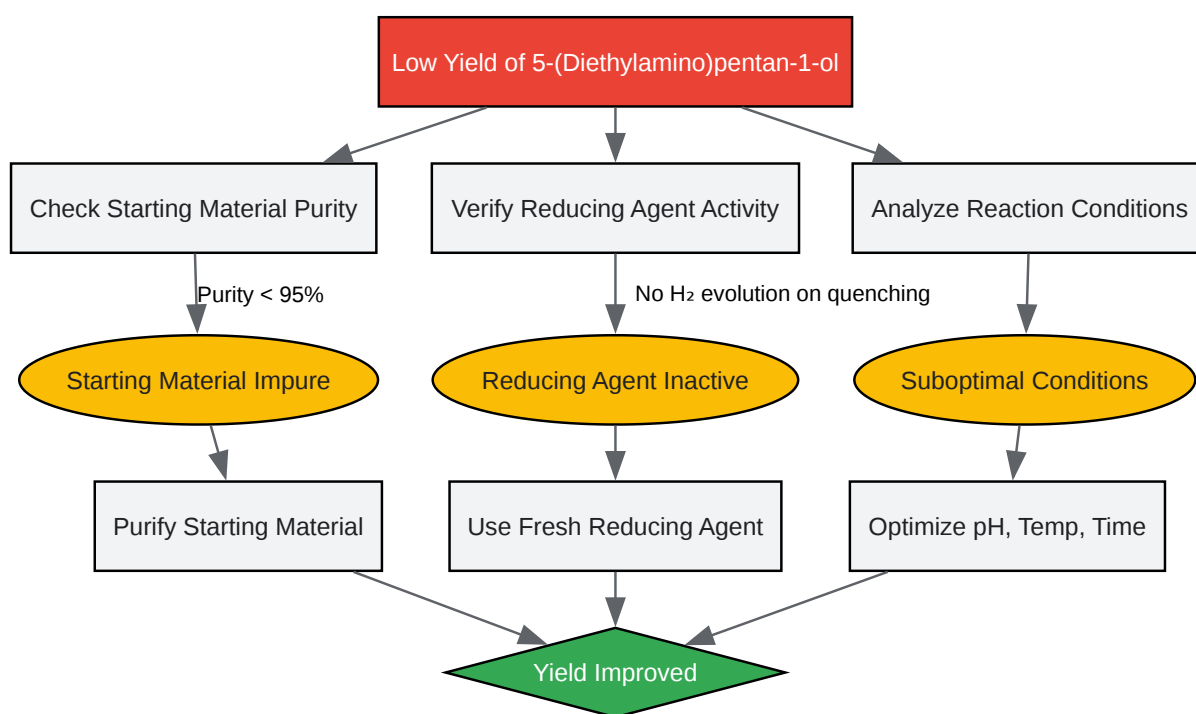 Low Yield of 5-(Diethylamino)pentan-1-ol
Check Starting Material Purity
Verify Reducing Agent Activity
Analyze Reaction Conditions
Purity < 95%
No H₂ evolution on quenching
Starting Material Impure
Reducing Agent Inactive
Suboptimal Conditions
Purify Starting Material
Use Fresh Reducing Agent
Optimize pH, Temp, Time
Yield Improved